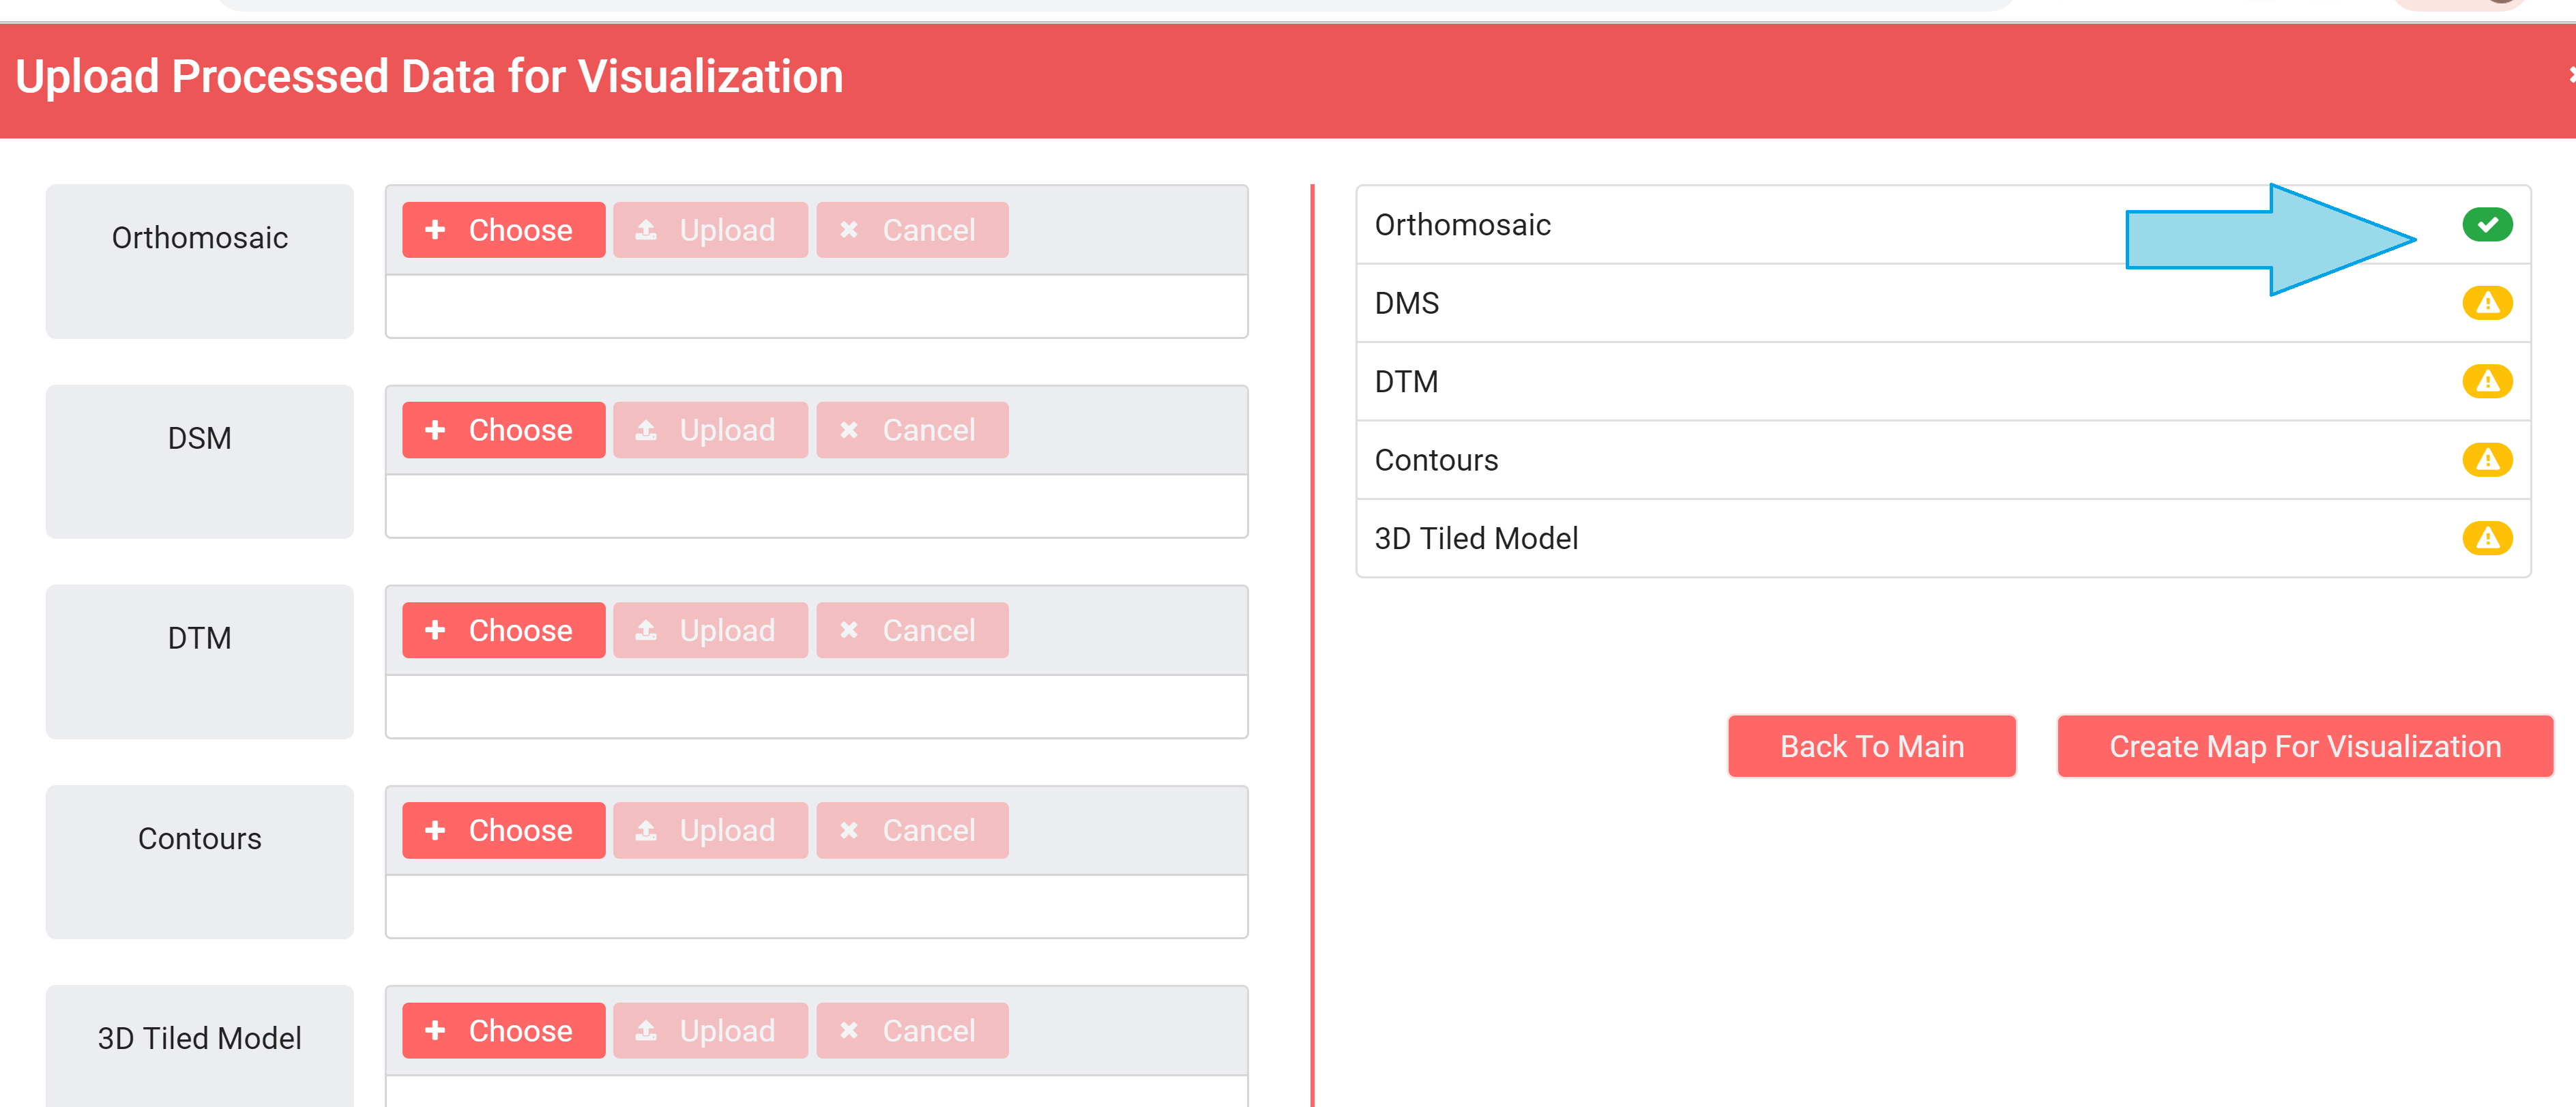 Upload Processed Data for Visualization
Orthomosaic
Choose Upload Cancel
DSM
Choose Upload Cancel
DTM
Choose Upload Cancel
Contours
Choose Upload Cancel
3D Tiled Model
Choose Upload Cancel
Orthomosaic
DMS
DTM
Contours
3D Tiled Model
Back To Main
Create Map For Visualization